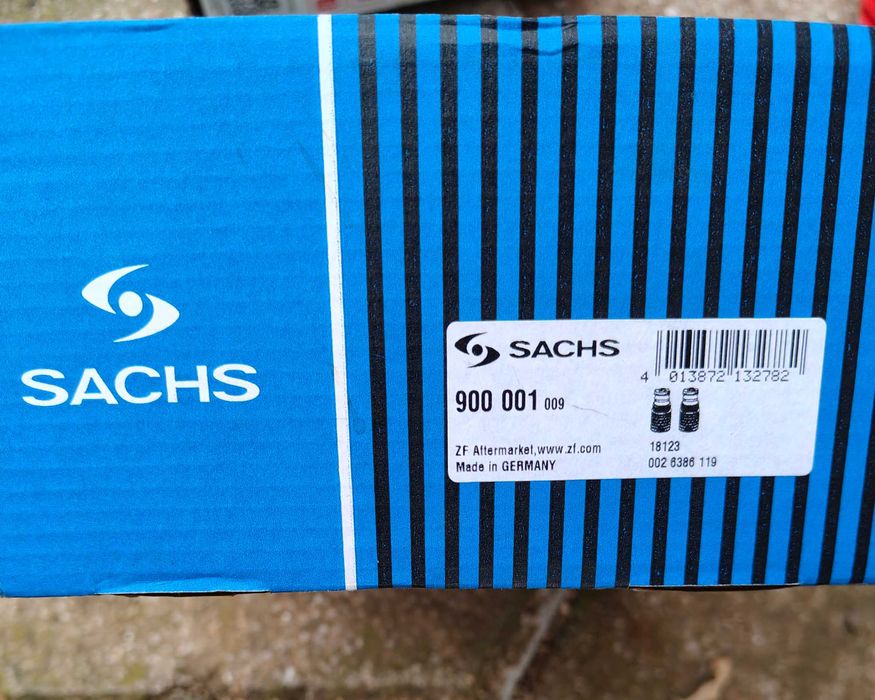 SACHS
SACHS
4 013872 132782
900 001 009
ZF Aftermarket,www.zf.com
Made in GERMANY
18123
002 6386 119